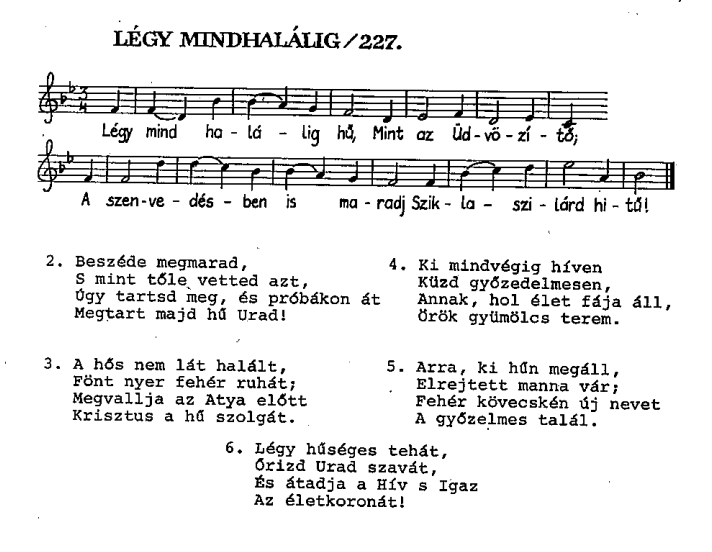 LÉGY MINDHALÁLIG/227.
3
4
Légy mind ha - lá - lig hű, Mint az Üd - vö - zí - tő;
A szen - ve - dés - ben is ma - radj Szik - la - szi - lárd hi - tű!
2. Beszéde megmarad,
S mint tőle vetted azt,
Úgy tartsd meg, és próbákon át
Megtart majd hű Urad!
3. A hős nem lát halált,
Fönt nyer fehér ruhát;
Megvallja az Atya előtt
Krisztus a hű szolgát.
4. Ki mindvégig híven
Küzd győzedelmesen,
Annak, hol élet fája áll,
Örök gyümölcs terem.
5. Arra, ki hűn megáll,
Elrejtett manna vár;
Fehér kövecskén új nevet
A győzelmes talál.
6. Légy hűséges tehát,
Őrizd Urad szavát,
És átadja a Hív s Igaz
Az életkoronát!